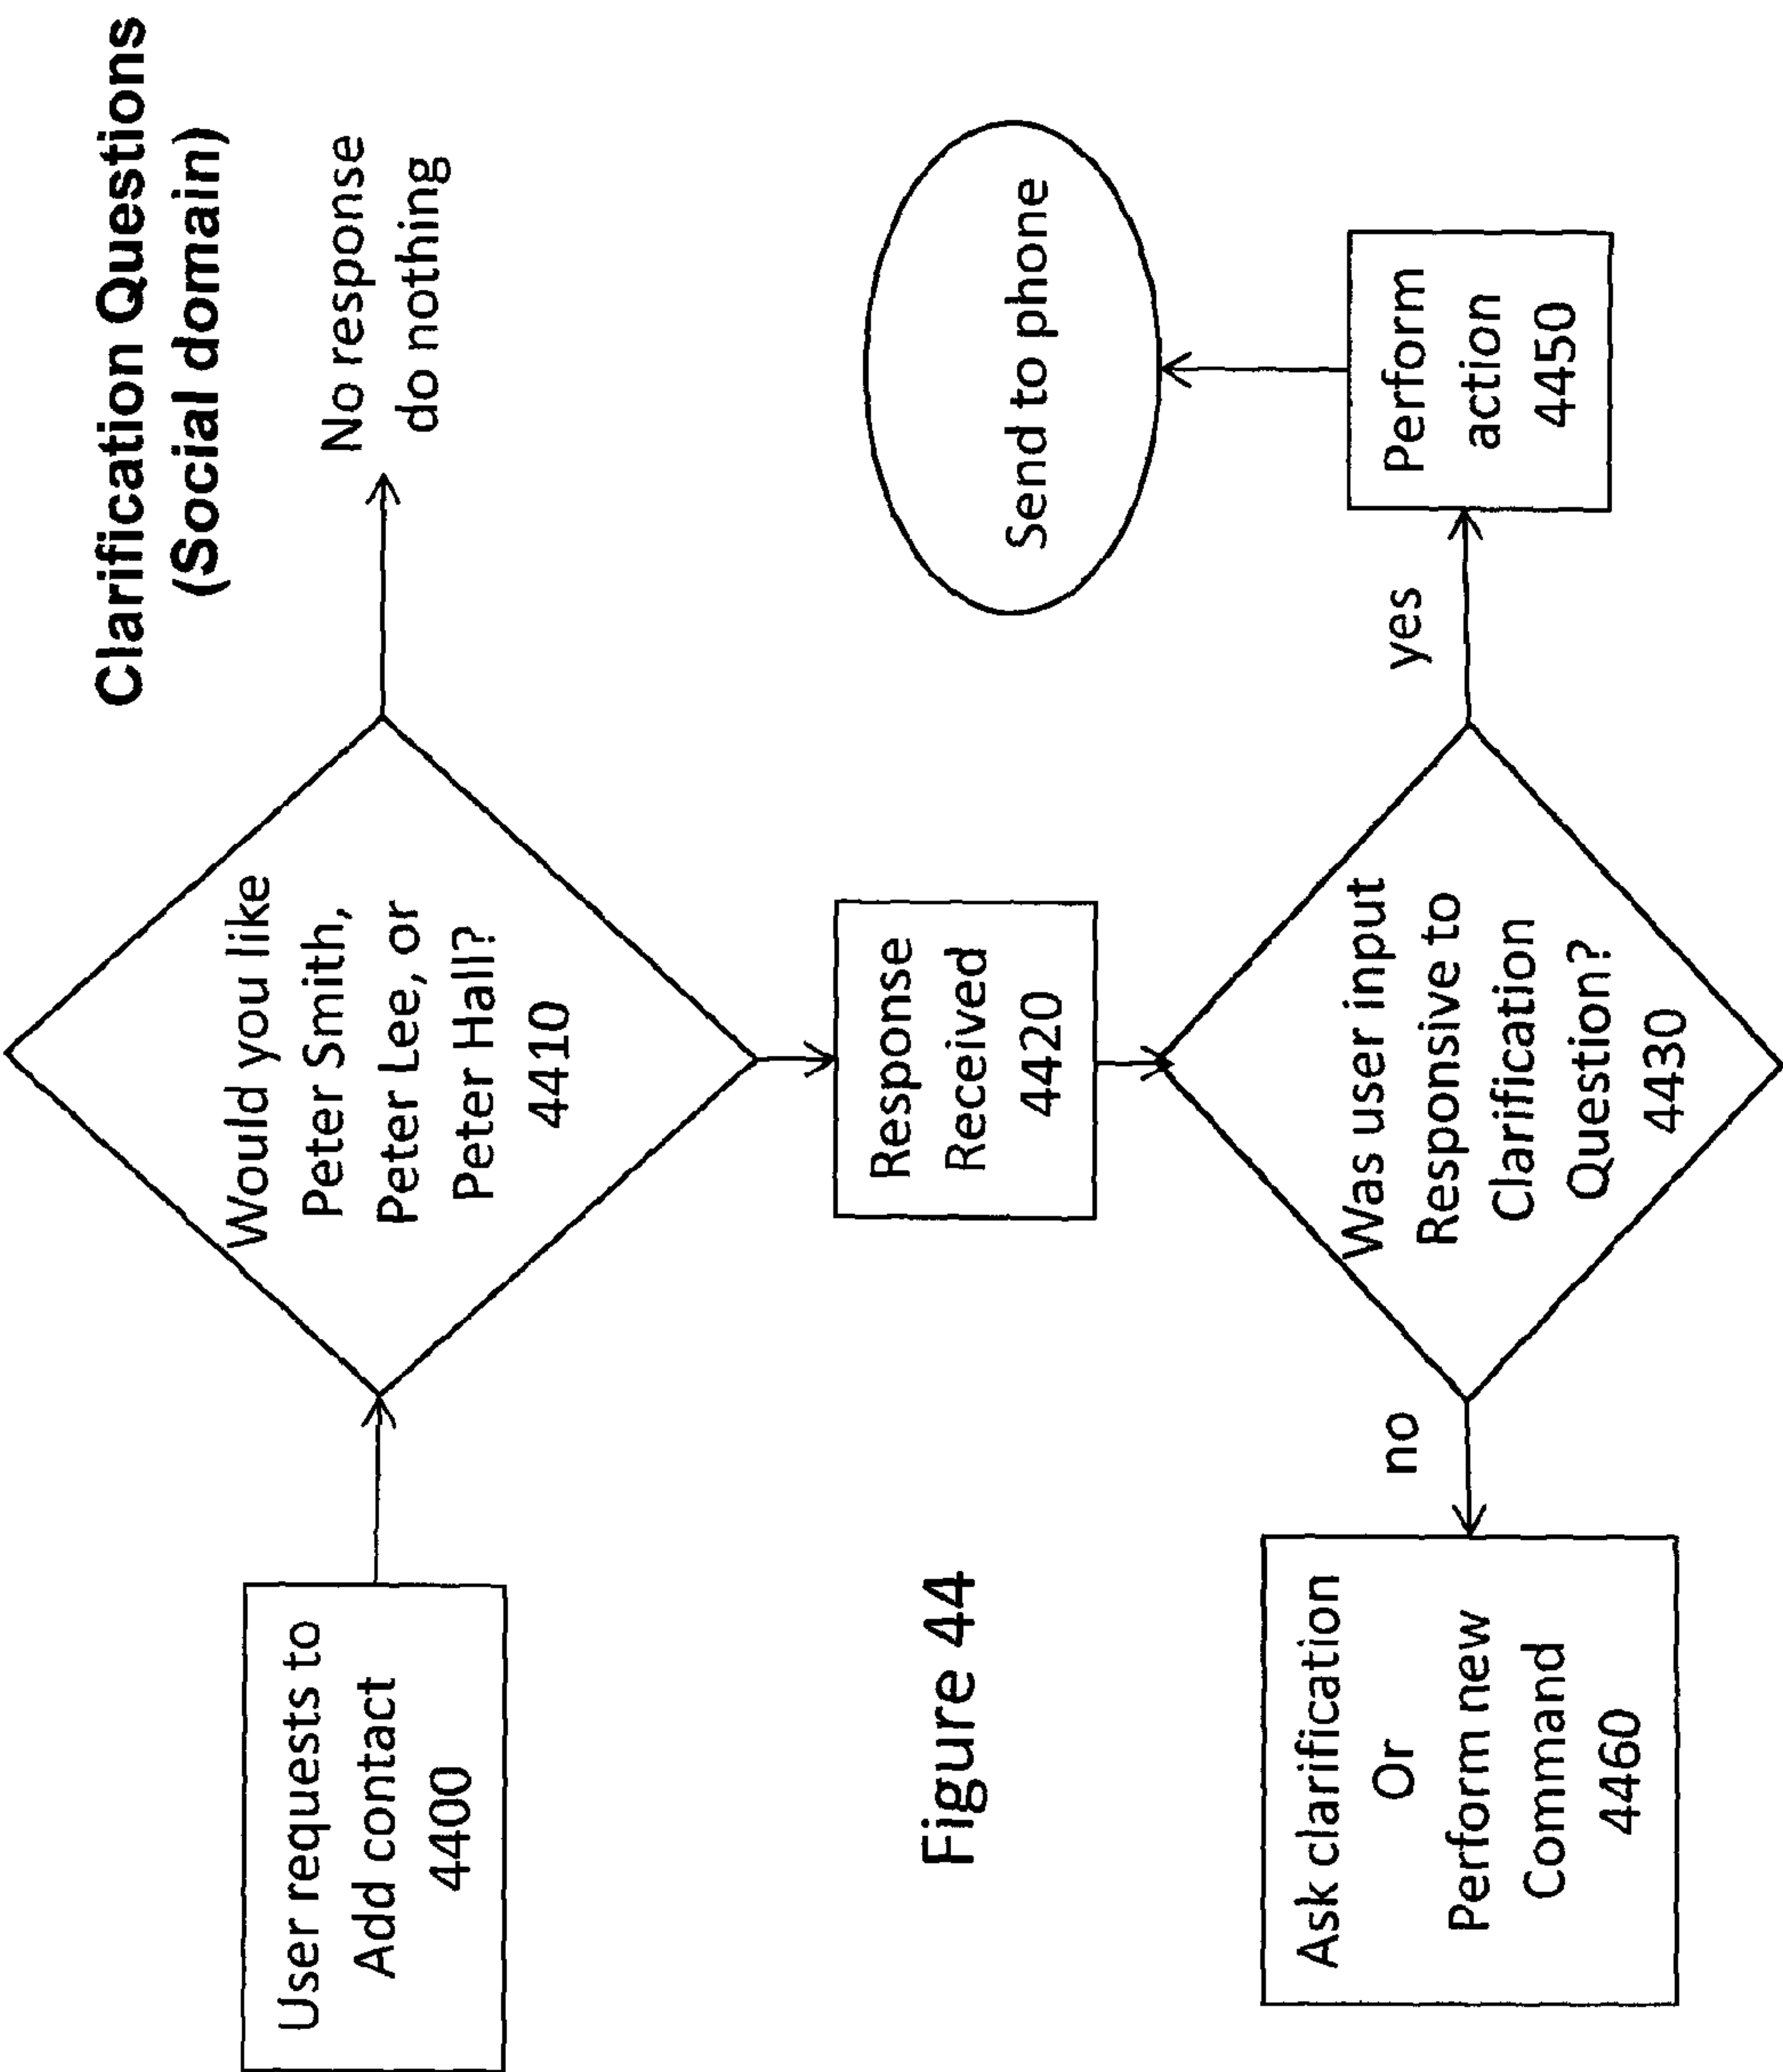 Clarification Questions
(Social domain)
User requests to
Add contact
4400
Would you like
Peter Smith,
Peter Lee, or
Peter Hall?
4410
No response
do nothing
Response
Received
4420
Figure 44
Send to phone
Ask clarification
Or
Perform new
Command
4460
no
Was user input
Responsive to
Clarification
Question?
4430
yes
Perform
action
4450